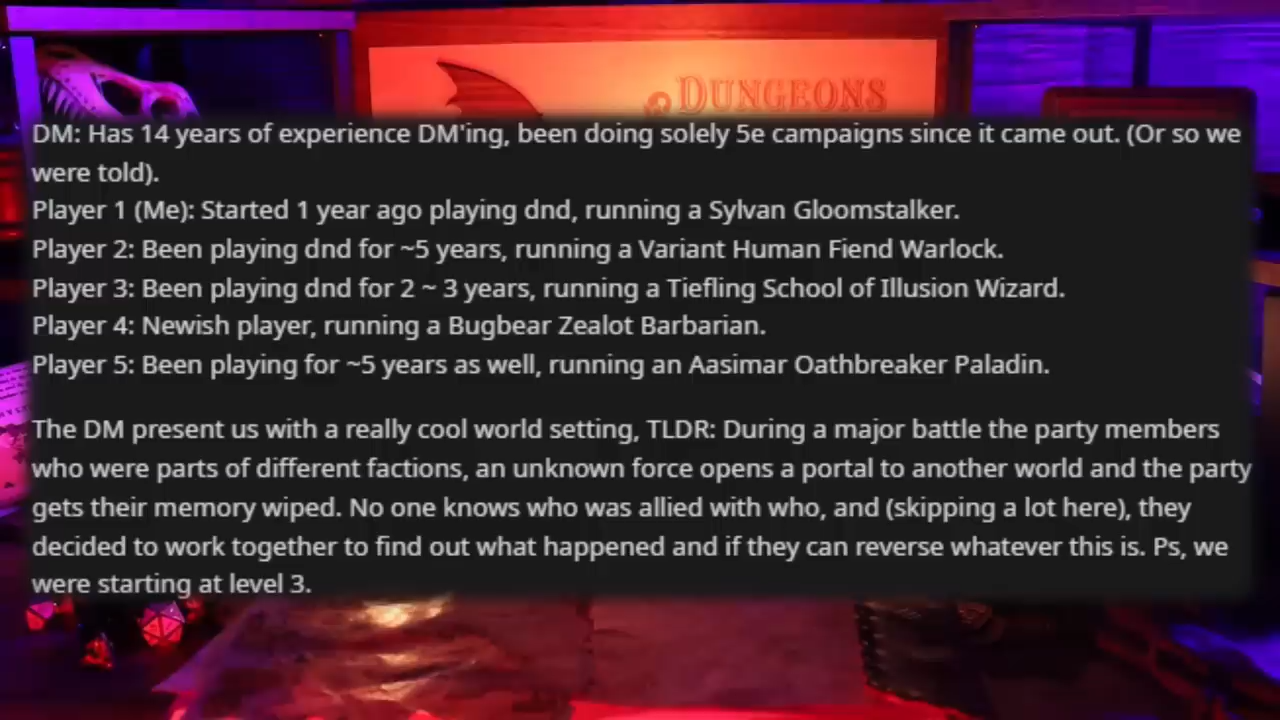 DUNGEONS
DM: Has 14 years of experience DM'ing, been doing solely 5e campaigns since it came out. (Or so we
were told).
Player 1 (Me): Started 1 year ago playing dnd, running a Sylvan Gloomstalker.
Player 2: Been playing dnd for ~5 years, running a Variant Human Fiend Warlock.
Player 3: Been playing dnd for 2 ~ 3 years, running a Tiefling School of Illusion Wizard.
Player 4: Newish player, running a Bugbear Zealot Barbarian.
Player 5: Been playing for ~5 years as well, running an Aasimar Oathbreaker Paladin.
The DM present us with a really cool world setting, TLDR: During a major battle the party members
who were parts of different factions, an unknown force opens a portal to another world and the party
gets their memory wiped. No one knows who was allied with who, and (skipping a lot here), they
decided to work together to find out what happened and if they can reverse whatever this is. Ps, we
were starting at level 3.